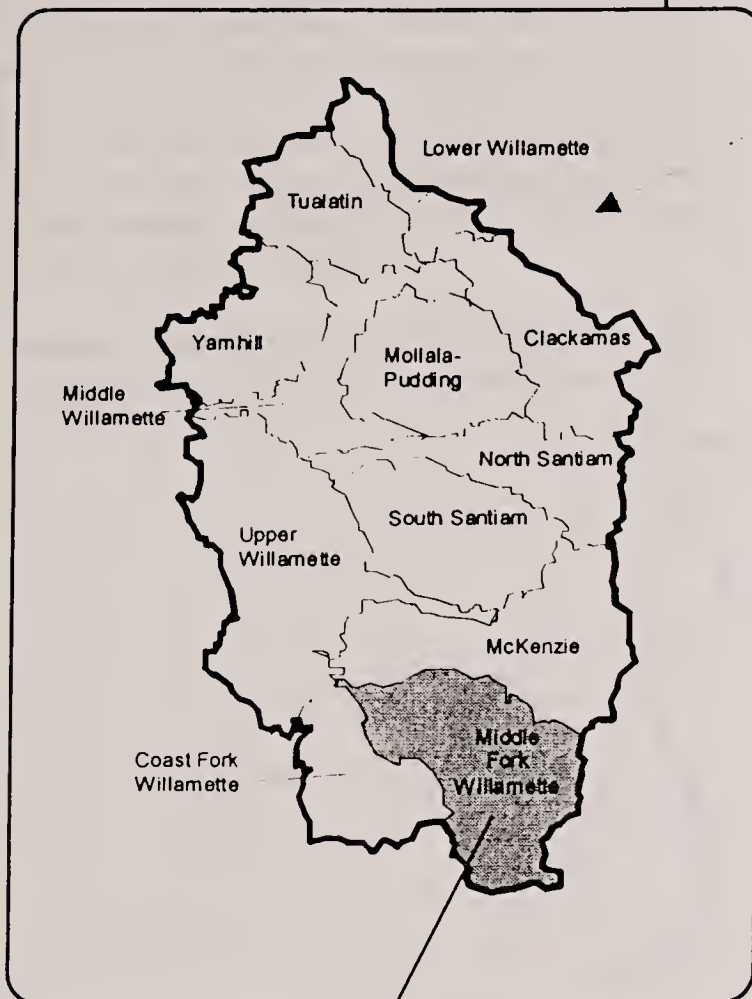 Lower Willamette
Tualatin
Yamhill
Mollala-
Pudding
Clackamas
Middle
Willamette
North Santiam
South Santiam
Upper
Willamette
McKenzie
Middle
Fork
Willamette
Coast Fork
Willamette